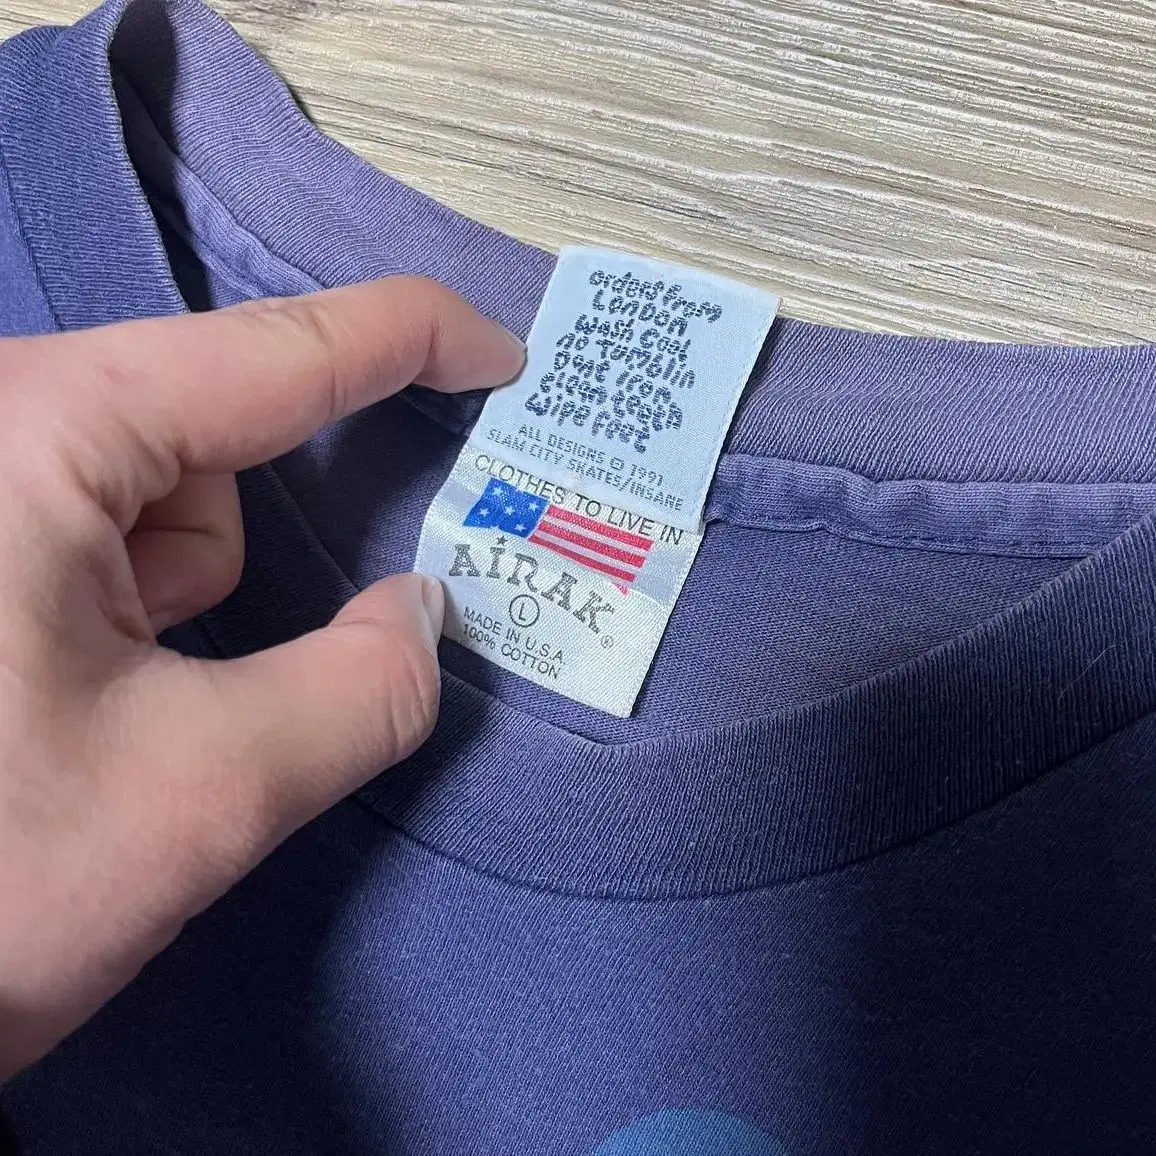 orders from
London
wash cool
no Tumblin
Dont iron
clean teeth
wipe feet
ALL DESIGNS © 1991
SLAM CITY SKATES/INSANE
CLOTHES TO LIVE IN
AiRAK®
L
MADE IN U.S.A.
100% COTTON